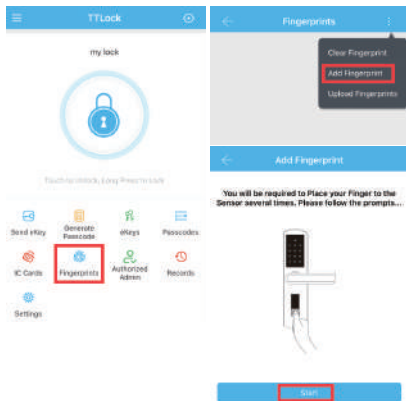 TTLock
my lock
Touch to Unlock, Long Press to Lock
Send eKey
Generate Passcode
eKeys
Passcodes
IC Cards
Fingerprints
Authorized Admin
Records
Settings
Fingerprints
Clear Fingerprint
Add Fingerprint
Upload Fingerprints
Add Fingerprint
You will be required to Place your Finger to the
Sensor several times. Please follow the prompts...
Start